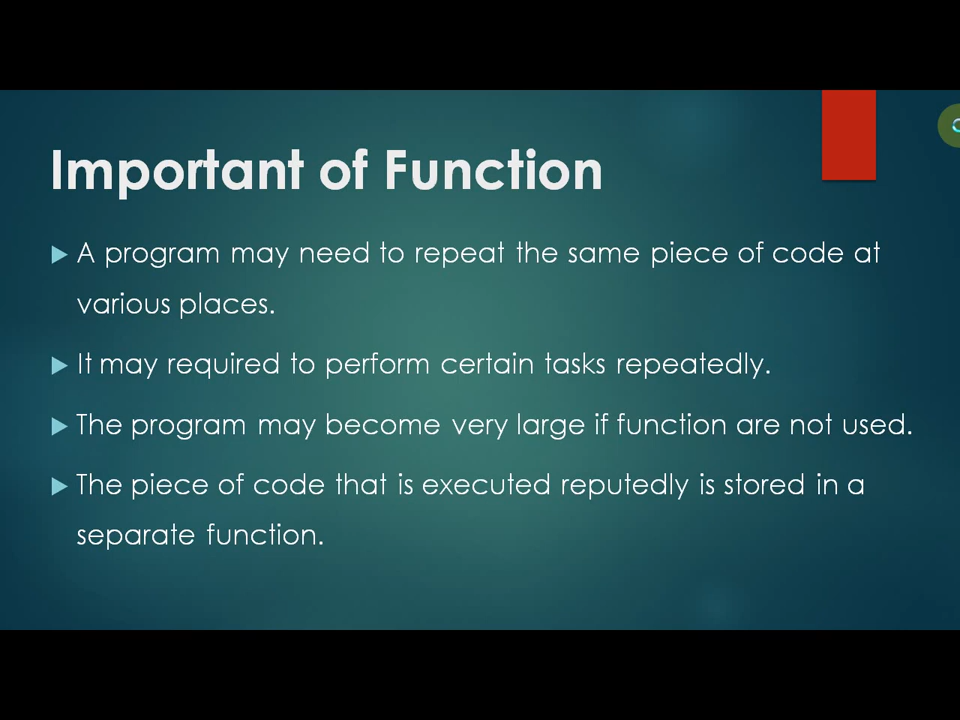 Important of Function
A program may need to repeat the same piece of code at
various places.
It may required to perform certain tasks repeatedly.
The program may become very large if function are not used.
The piece of code that is executed reputedly is stored in a
separate function.